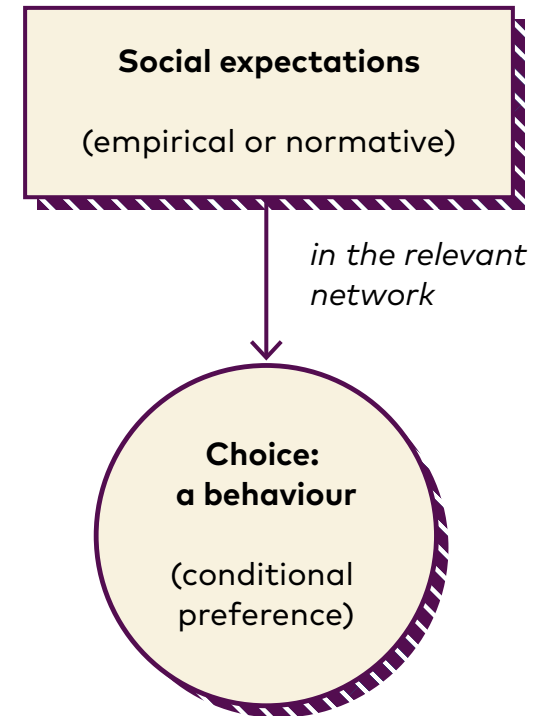 Social expectations
(empirical or normative)
in the relevant
network
Choice:
a behaviour
(conditional
preference)